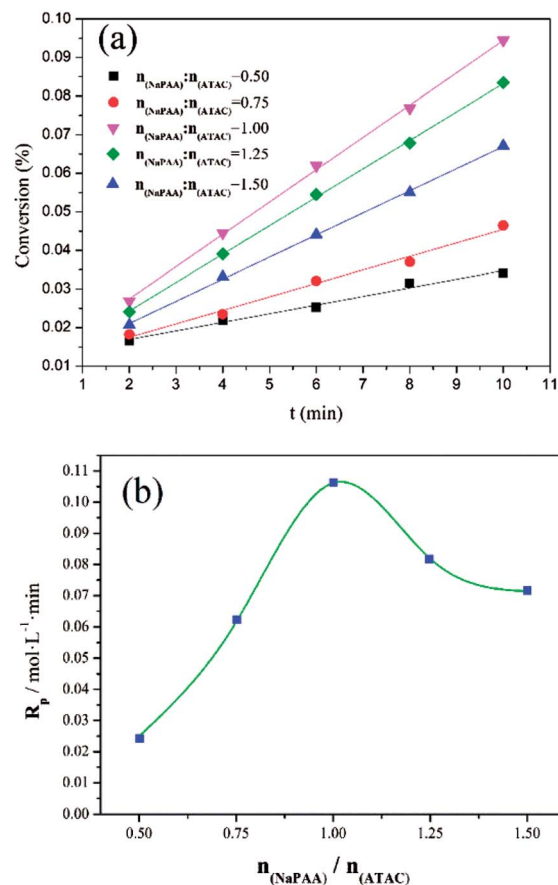 (a)
0.10
0.09
0.08
0.07
0.06
0.05
0.04
0.03
0.02
0.01
Conversion (%)
n(NaPAA):n(ATAC)−0.50
n(NaPAA):n(ATAC)=0.75
n(NaPAA):n(ATAC)−1.00
n(NaPAA):n(ATAC)=1.25
n(NaPAA):n(ATAC)−1.50
1 2 3 4 5 6 7 8 9 10 11
t (min)
(b)
0.11
0.10
0.09
0.08
0.07
0.06
0.05
0.04
0.03
0.02
0.01
0.00
Rp / mol·L-1·min
0.50 0.75 1.00 1.25 1.50
n(NaPAA) / n(ATAC)